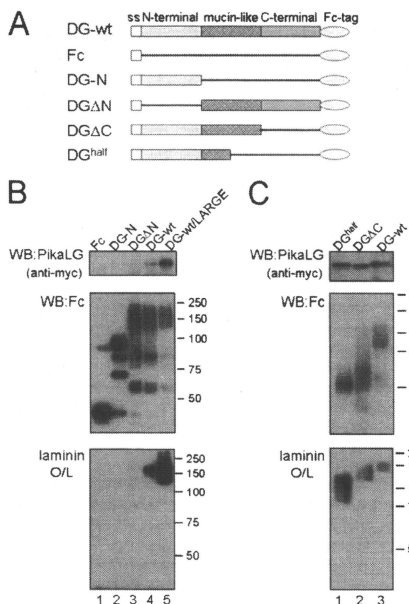 A
ss N-terminal mucin-like C-terminal Fc-tag
DG-wt
Fc
DG-N
DGΔN
DGΔC
DGhalf
B
Fc DG-N DGΔN DG-wt DG-wt/LARGE
WB:PikaLG
(anti-myc)
WB:Fc
250
150
100
75
50
laminin
O/L
250
150
100
75
50
1 2 3 4 5
C
DGhalf DGΔC DG-wt
WB:PikaLG
(anti-myc)
WB:Fc
laminin
O/L
1 2 3